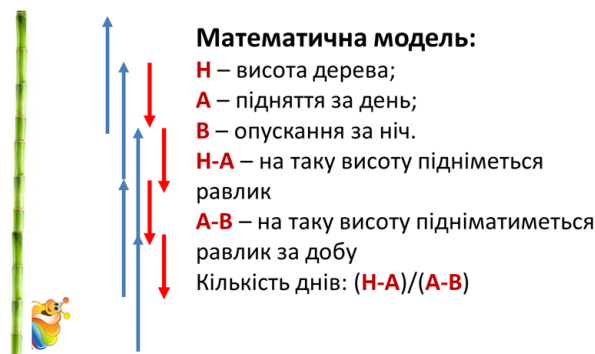 Математична модель:
Н – висота дерева;
А – підняття за день;
В – опускання за ніч.
Н-А – на таку висоту підніметься
равлик
А-В – на таку висоту підніматиметься
равлик за добу
Кількість днів: (Н-А)/(А-В)